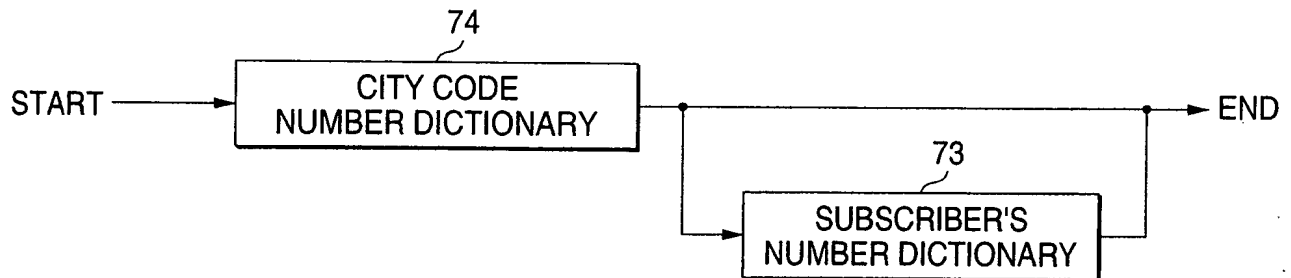 74
START
CITY CODE
NUMBER DICTIONARY
END
73
SUBSCRIBER'S
NUMBER DICTIONARY